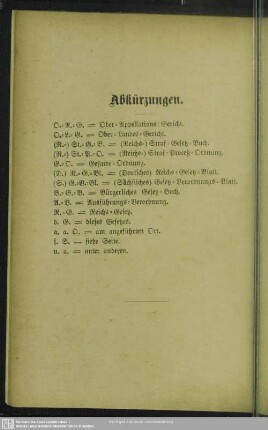 Abkürzungen.
O.-A.-G. = Ober-Appellations-Gericht.
O.-L.-G. = Ober-Landes-Gericht.
(R.-) St.-G.-B. = (Reichs-) Straf-Gesetz-Buch.
(R.-) St.-P.-O. = (Reichs-) Straf-Prozeß-Ordnung.
G.-O. = Gesinde-Ordnung.
(D.) R.-G.-Bl. = (Deutsches) Reichs-Gesetz-Blatt.
(S.) G.-V.-Bl. = (Sächsisches) Gesetz-Verordnungs-Blatt.
B.-G.-B. = Bürgerliches Gesetz-Buch.
A.-V. = Ausführungs-Verordnung.
R.-G. = Reichs-Gesetz.
d. G. = dieses Gesetzes.
a. a. O. = am angeführten Ort.
s. S. = siehe Seite.
u. a. = unter anderen.